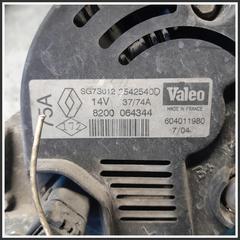 SG7S012 2542540D
14V 37/74A
8200 064344
75A
Valeo
MADE IN FRANCE
604011980
7/04